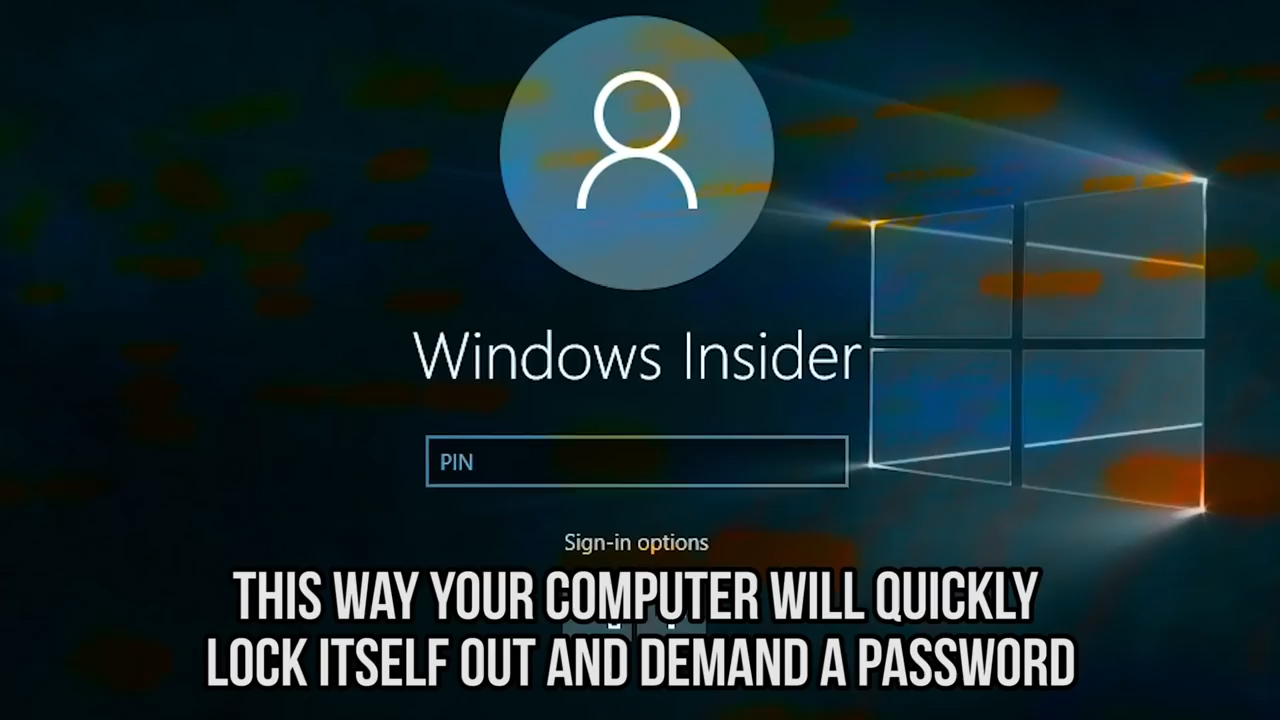 Windows Insider
PIN
Sign-in options
THIS WAY YOUR COMPUTER WILL QUICKLY
LOCK ITSELF OUT AND DEMAND A PASSWORD